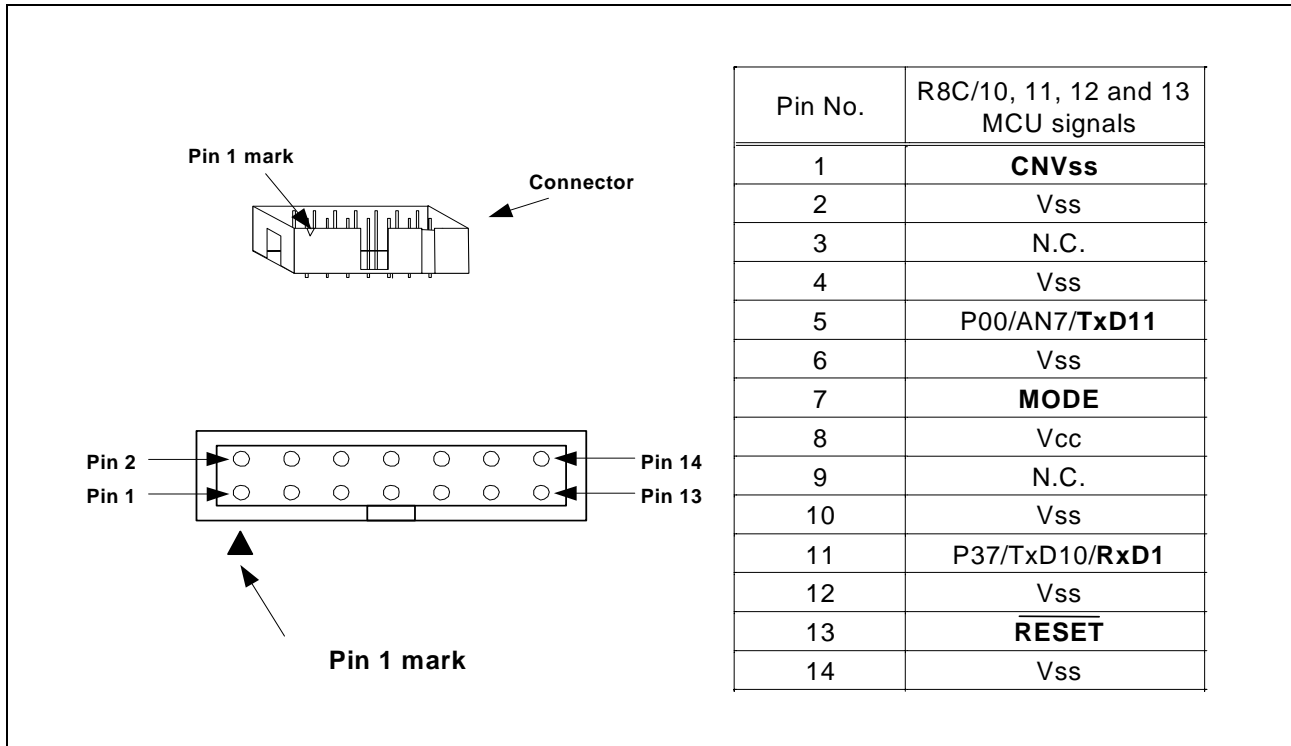 Pin 1 mark
Connector
Pin 2
Pin 14
Pin 1
Pin 13
Pin 1 mark
Pin No. R8C/10, 11, 12 and 13
MCU signals
1 CNVss
2 Vss
3 N.C.
4 Vss
5 P00/AN7/TxD11
6 Vss
7 MODE
8 Vcc
9 N.C.
10 Vss
11 P37/TxD10/RxD1
12 Vss
13 RESET
14 Vss